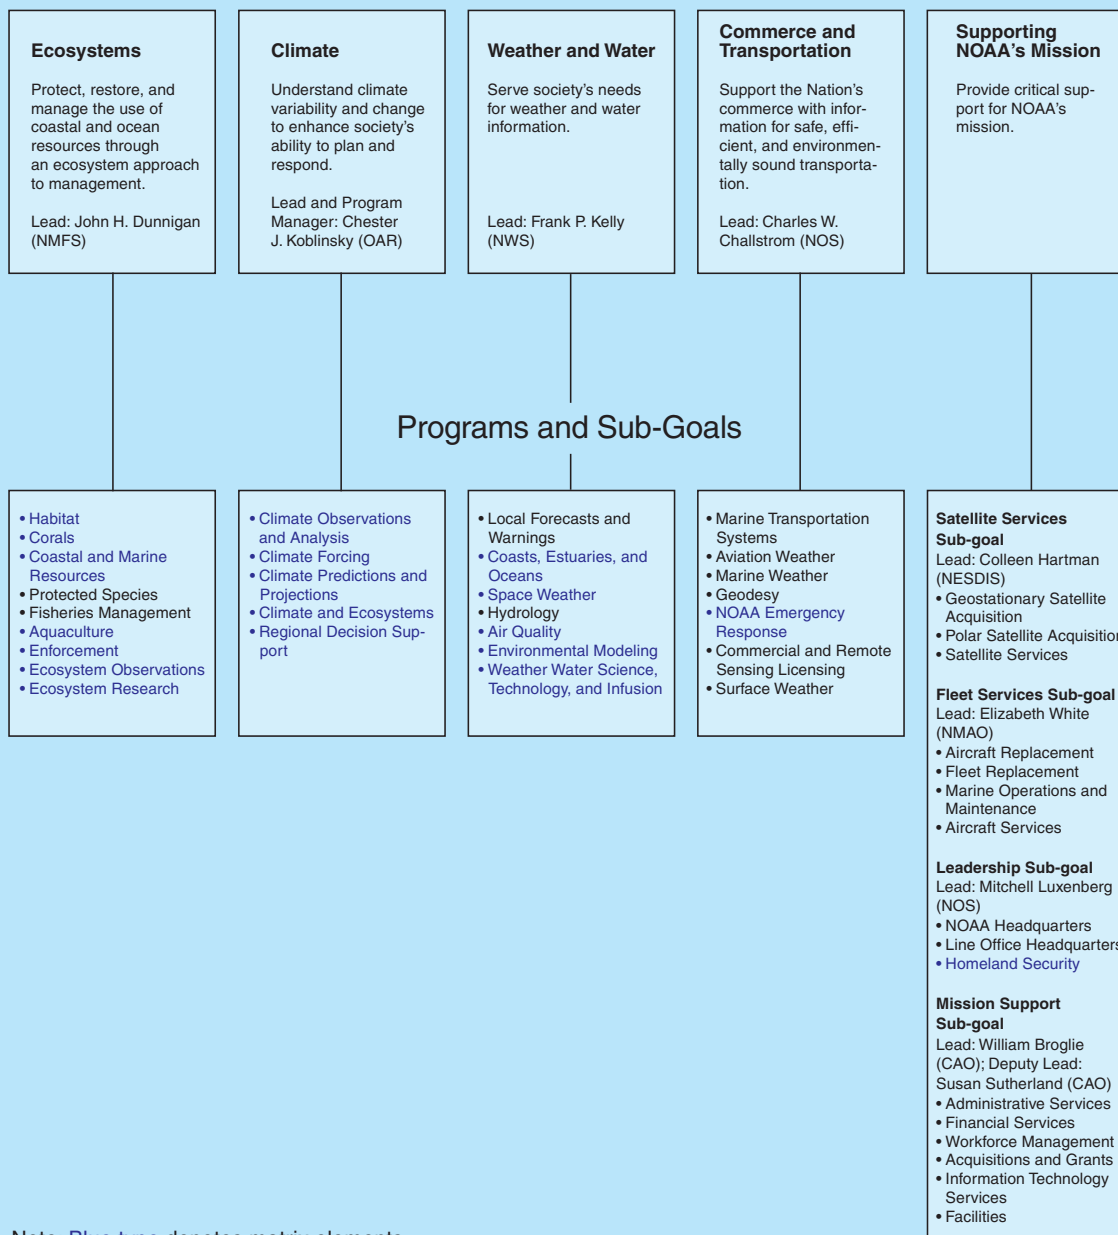 Ecosystems
Protect, restore, and
manage the use of
coastal and ocean
resources through
an ecosystem approach
to management.
Lead: John H. Dunnigan
(NMFS)
Climate
Understand climate
variability and change
to enhance society's
ability to plan and
respond.
Lead and Program
Manager: Chester
J. Koblinsky (OAR)
Weather and Water
Serve society's needs
for weather and water
information.
Lead: Frank P. Kelly
(NWS)
Commerce and
Transportation
Support the Nation's
commerce with infor-
mation for safe, effi-
cient, and environmen-
tally sound transporta-
tion.
Lead: Charles W.
Challstrom (NOS)
Supporting
NOAA's Mission
Provide critical sup-
port for NOAA's
mission.
Programs and Sub-Goals
• Habitat
• Corals
• Coastal and Marine
Resources
• Protected Species
• Fisheries Management
• Aquaculture
• Enforcement
• Ecosystem Observations
• Ecosystem Research
• Climate Observations
and Analysis
• Climate Forcing
• Climate Predictions and
Projections
• Climate and Ecosystems
• Regional Decision Sup-
port
• Local Forecasts and
Warnings
• Coasts, Estuaries, and
Oceans
• Space Weather
• Hydrology
• Air Quality
• Environmental Modeling
• Weather Water Science,
Technology, and Infusion
• Marine Transportation
Systems
• Aviation Weather
• Marine Weather
• Geodesy
• NOAA Emergency
Response
• Commercial and Remote
Sensing Licensing
• Surface Weather
Satellite Services
Sub-goal
Lead: Colleen Hartman
(NESDIS)
• Geostationary Satellite
Acquisition
• Polar Satellite Acquisition
• Satellite Services
Fleet Services Sub-goal
Lead: Elizabeth White
(NMAO)
• Aircraft Replacement
• Fleet Replacement
• Marine Operations and
Maintenance
• Aircraft Services
Leadership Sub-goal
Lead: Mitchell Luxenberg
(NOS)
• NOAA Headquarters
• Line Office Headquarters
• Homeland Security
Mission Support
Sub-goal
Lead: William Broglie
(CAO); Deputy Lead:
Susan Sutherland (CAO)
• Administrative Services
• Financial Services
• Workforce Management
• Acquisitions and Grants
• Information Technology
Services
• Facilities
Note: Blue type denotes matrix elements